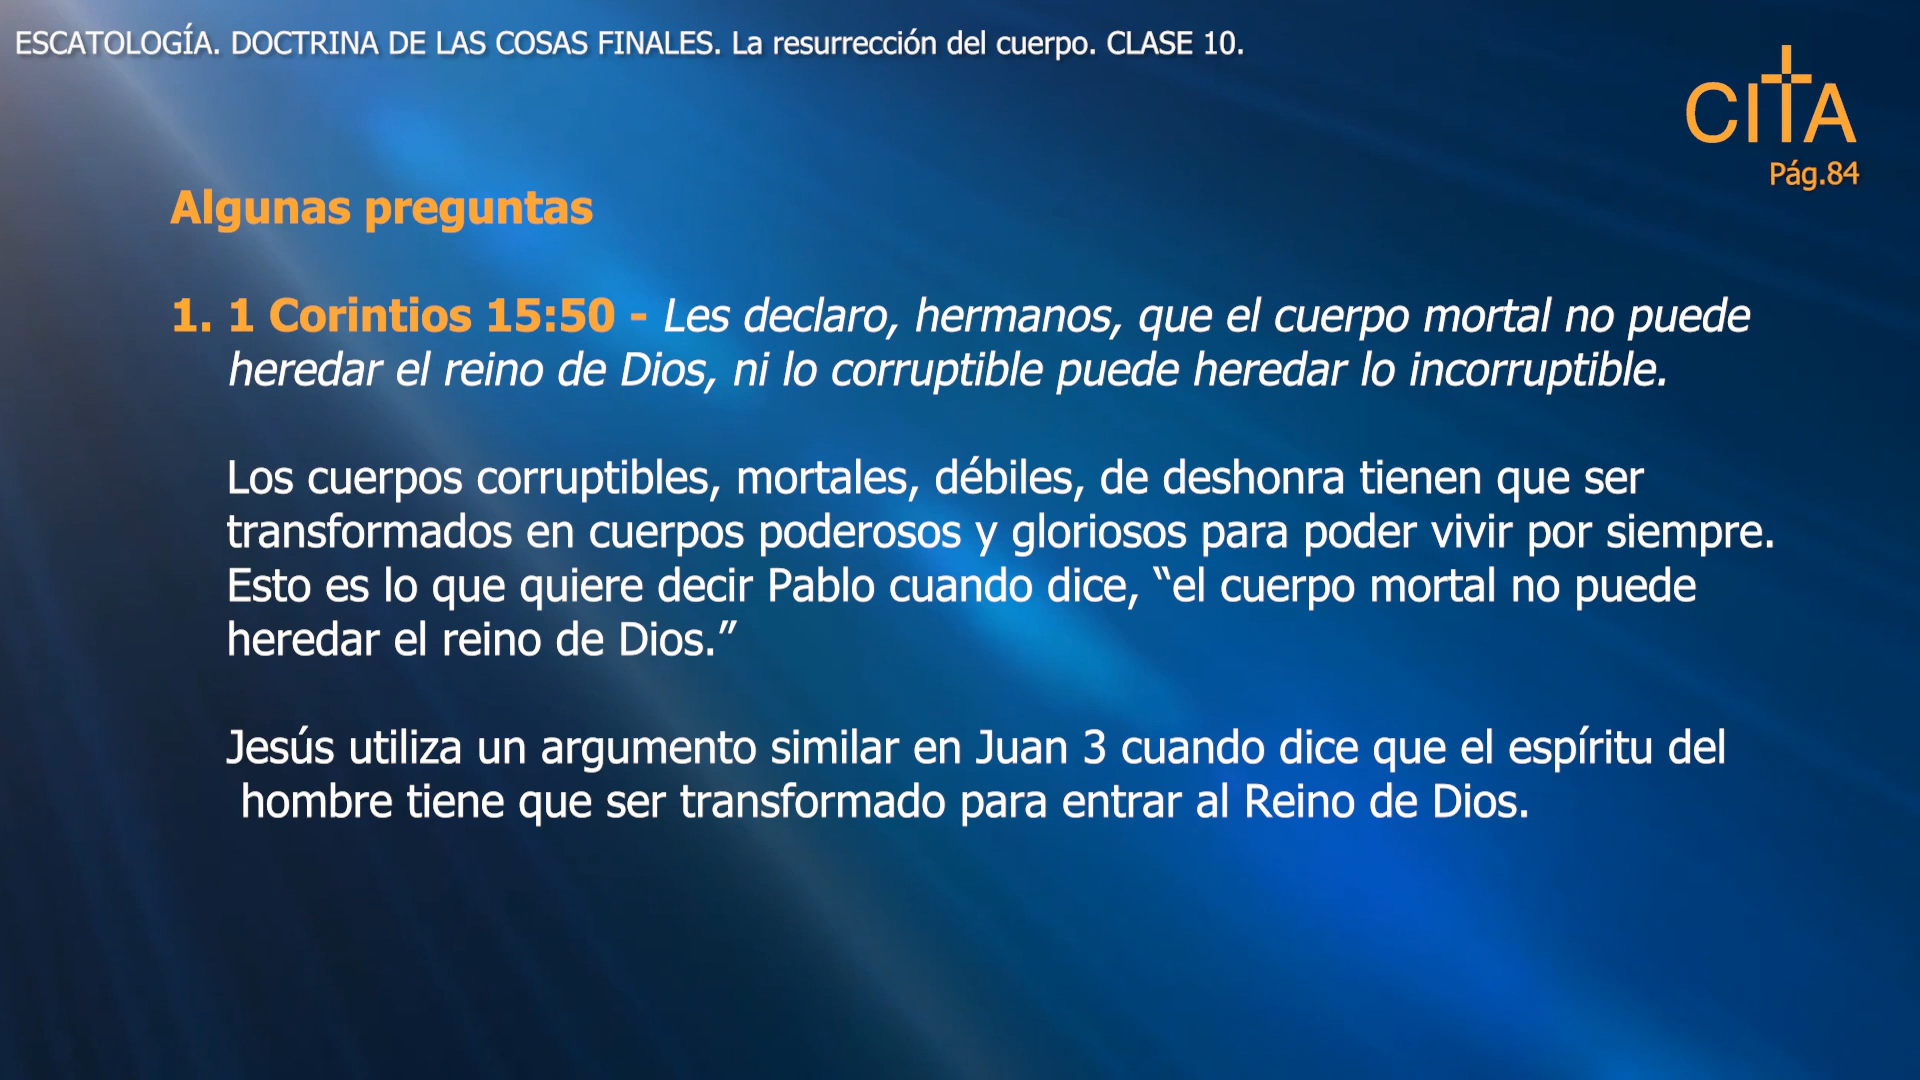 ESCATOLOGÍA. DOCTRINA DE LAS COSAS FINALES. La resurrección del cuerpo. CLASE 10.
CITA
Pág.84
Algunas preguntas
1. 1 Corintios 15:50 - Les declaro, hermanos, que el cuerpo mortal no puede
heredar el reino de Dios, ni lo corruptible puede heredar lo incorruptible.
Los cuerpos corruptibles, mortales, débiles, de deshonra tienen que ser
transformados en cuerpos poderosos y gloriosos para poder vivir por siempre.
Esto es lo que quiere decir Pablo cuando dice, “el cuerpo mortal no puede
heredar el reino de Dios.”
Jesús utiliza un argumento similar en Juan 3 cuando dice que el espíritu del
hombre tiene que ser transformado para entrar al Reino de Dios.